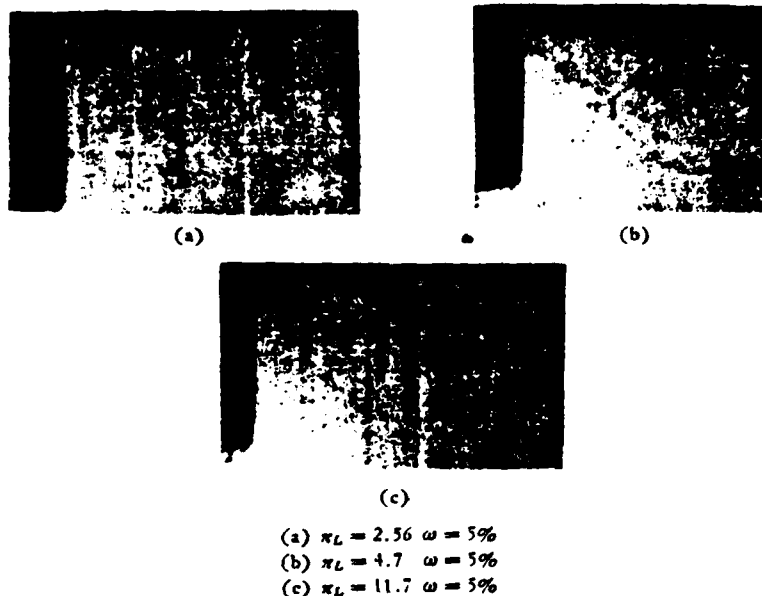 (a)
(b)
(c)
(a) π_L = 2.56 ω = 5%
(b) π_L = 4.7 ω = 5%
(c) π_L = 11.7 ω = 5%